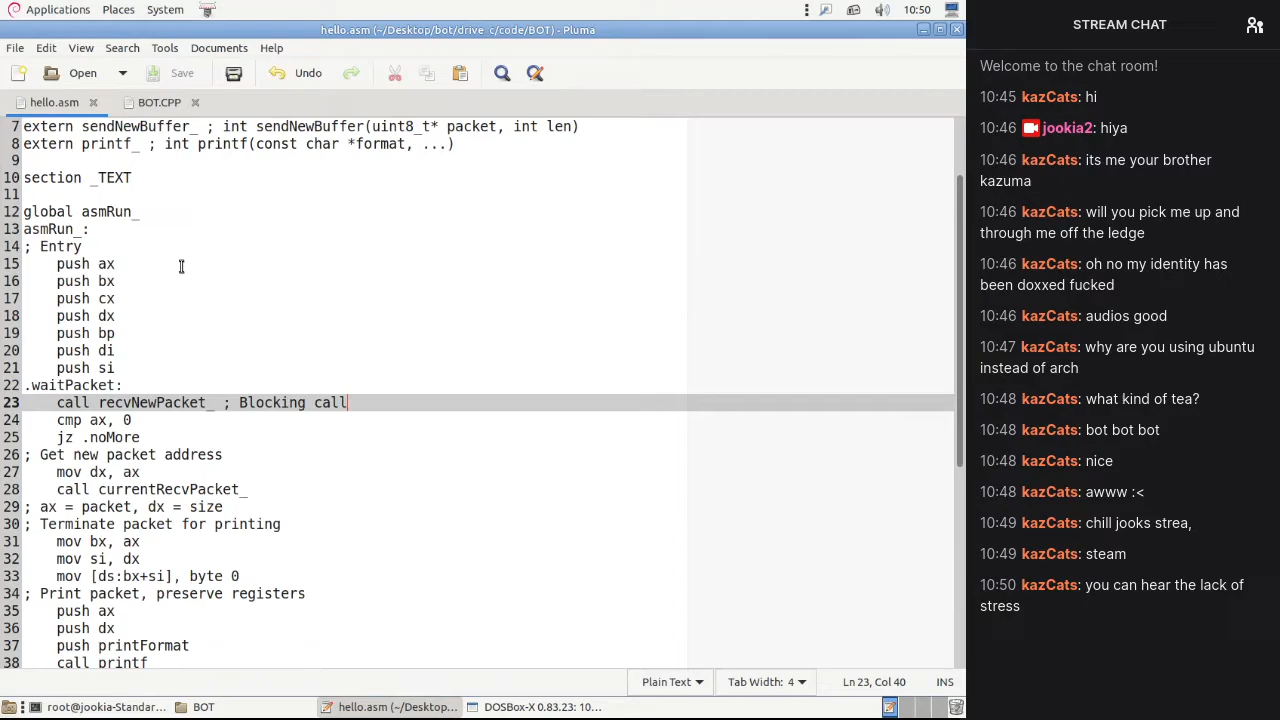 Applications Places System 10:50
hello.asm (~/Desktop/bot/drive_c/code/BOT) - Pluma
File Edit View Search Tools Documents Help
Open Save Undo
hello.asm BOT.CPP
7 extern sendNewBuffer_ ; int sendNewBuffer(uint8_t* packet, int len)
8 extern printf_ ; int printf(const char *format, ...)
9
10 section _TEXT
11
12 global asmRun_
13 asmRun_:
14 ; Entry
15 push ax
16 push bx
17 push cx
18 push dx
19 push bp
20 push di
21 push si
22 .waitPacket:
23 call recvNewPacket_ ; Blocking call
24 cmp ax, 0
25 jz .noMore
26 ; Get new packet address
27 mov dx, ax
28 call currentRecvPacket_
29 ; ax = packet, dx = size
30 ; Terminate packet for printing
31 mov bx, ax
32 mov si, dx
33 mov [ds:bx+si], byte 0
34 ; Print packet, preserve registers
35 push ax
36 push dx
37 push printFormat
38 call printf
Plain Text Tab Width: 4 Ln 23, Col 40 INS
root@jookia-Standar... BOT hello.asm (~/Desktop... DOSBox-X 0.83.23: 10...
STREAM CHAT
Welcome to the chat room!
10:45 kazCats: hi
10:46 jookia2: hiya
10:46 kazCats: its me your brother
kazuma
10:46 kazCats: will you pick me up and
through me off the ledge
10:46 kazCats: oh no my identity has
been doxxed fucked
10:46 kazCats: audios good
10:47 kazCats: why are you using ubuntu
instead of arch
10:48 kazCats: what kind of tea?
10:48 kazCats: bot bot bot
10:48 kazCats: nice
10:48 kazCats: awww :<
10:49 kazCats: chill jooks strea,
10:49 kazCats: steam
10:50 kazCats: you can hear the lack of
stress